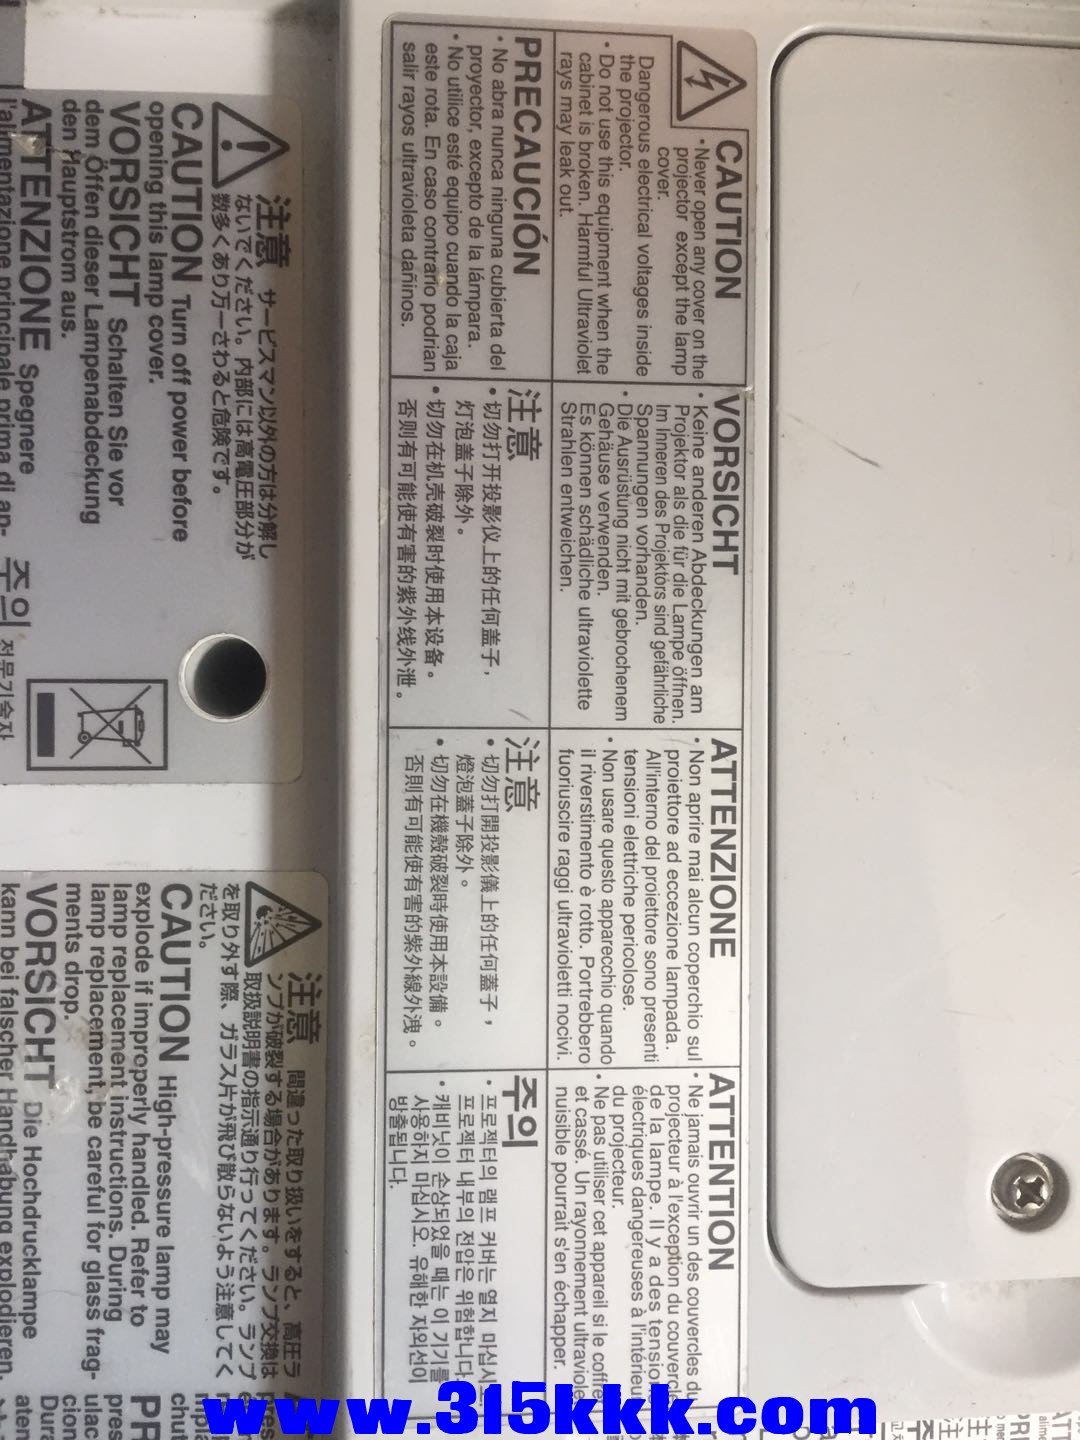 CAUTION
• Never open any cover on the
projector except the lamp
cover.
Dangerous electrical voltages inside
the projector.
• Do not use this equipment when the
cabinet is broken. Harmful Ultraviolet
rays may leak out.
VORSICHT
• Keine anderen Abdeckungen am
Projektor als die für die Lampe öffnen.
Im Inneren des Projektors sind gefährliche
Spannungen vorhanden.
• Die Ausrüstung nicht mit gebrochenem
Gehäuse verwenden.
Es können schädliche ultraviolette
Strahlen entweichen.
ATTENZIONE
• Non aprire mai alcun coperchio sul
proiettore ad eccezione lampada.
All'interno del proiettore sono presenti
tensioni elettriche pericolose.
• Non usare questo apparecchio quando
il riverstimento è rotto. Portrebbero
fuoriuscire raggi ultravioletti nocivi.
ATTENTION
• Ne jamais ouvrir un des couvercles du
projecteur à l'exception du couvercle
de la lampe. Il y a des tensions
électriques dangereuses à l'intérieur
du projecteur.
• Ne pas utiliser cet appareil si le coffre
et cassé. Un rayonnement ultraviolet
nuisible pourrait s'en échapper.
PRECAUCIÓN
• No abra nunca ninguna cubierta del
proyector, excepto de la lámpara.
• No utilice esté equipo cuando la caja
este rota. En caso contrario podrian
salir rayos ultravioleta dañinos.
注意
• 切勿打开投影仪上的任何盖子，
灯泡盖子除外。
• 切勿在机壳破裂时使用本设备。
否则有可能使有害的紫外线外泄。
注意
• 切勿打開投影儀上的任何蓋子，
燈泡蓋子除外。
• 切勿在機殼破裂時使用本設備。
否則有可能使有害的紫外線外洩。
주의
• 프로젝터의 램프 커버는 열지 마십시오.
프로젝터 내부의 전압은 위험합니다.
• 캐비닛이 손상되었을 때는 이 기기를
사용하지 마십시오. 유해한 자외선이
방출됩니다.
注意 サービスマン以外の方は分解し
ないでください。内部には高電圧部分が
数多くあり万一さわると危険です。
CAUTION Turn off power before
opening this lamp cover.
VORSICHT Schalten Sie vor
dem Öffen dieser Lampenabdeckung
den Hauptstrom aus.
ATTENZIONE Spegnere
l'alimentazione principale prima di ap-
주의 전문기술자
注意 間違った取り扱いをすると、高圧ラ
ンプが破裂する場合があります。ランプ交換は
取扱説明書の指示通り行ってください。ランプ
を取り外す際、ガラス片が飛び散らないよう注意してく
ださい。
CAUTION High-pressure lamp may
explode if improperly handled. Refer to
lamp replacement instructions. During
lamp replacement, be careful for glass frag-
ments drop.
VORSICHT Die Hochdrucklampe
kann bei falscher Handhabung explodieren.
www.315kkk.com